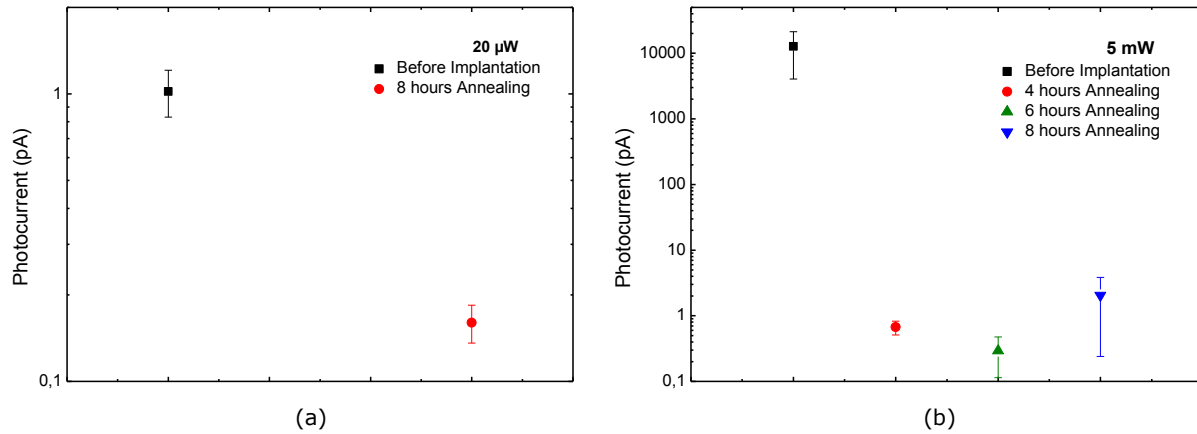 20 µW
Before Implantation
8 hours Annealing
1
0,1
Photocurrent (pA)
(a)
5 mW
Before Implantation
4 hours Annealing
6 hours Annealing
8 hours Annealing
10000
1000
100
10
1
0,1
Photocurrent (pA)
(b)